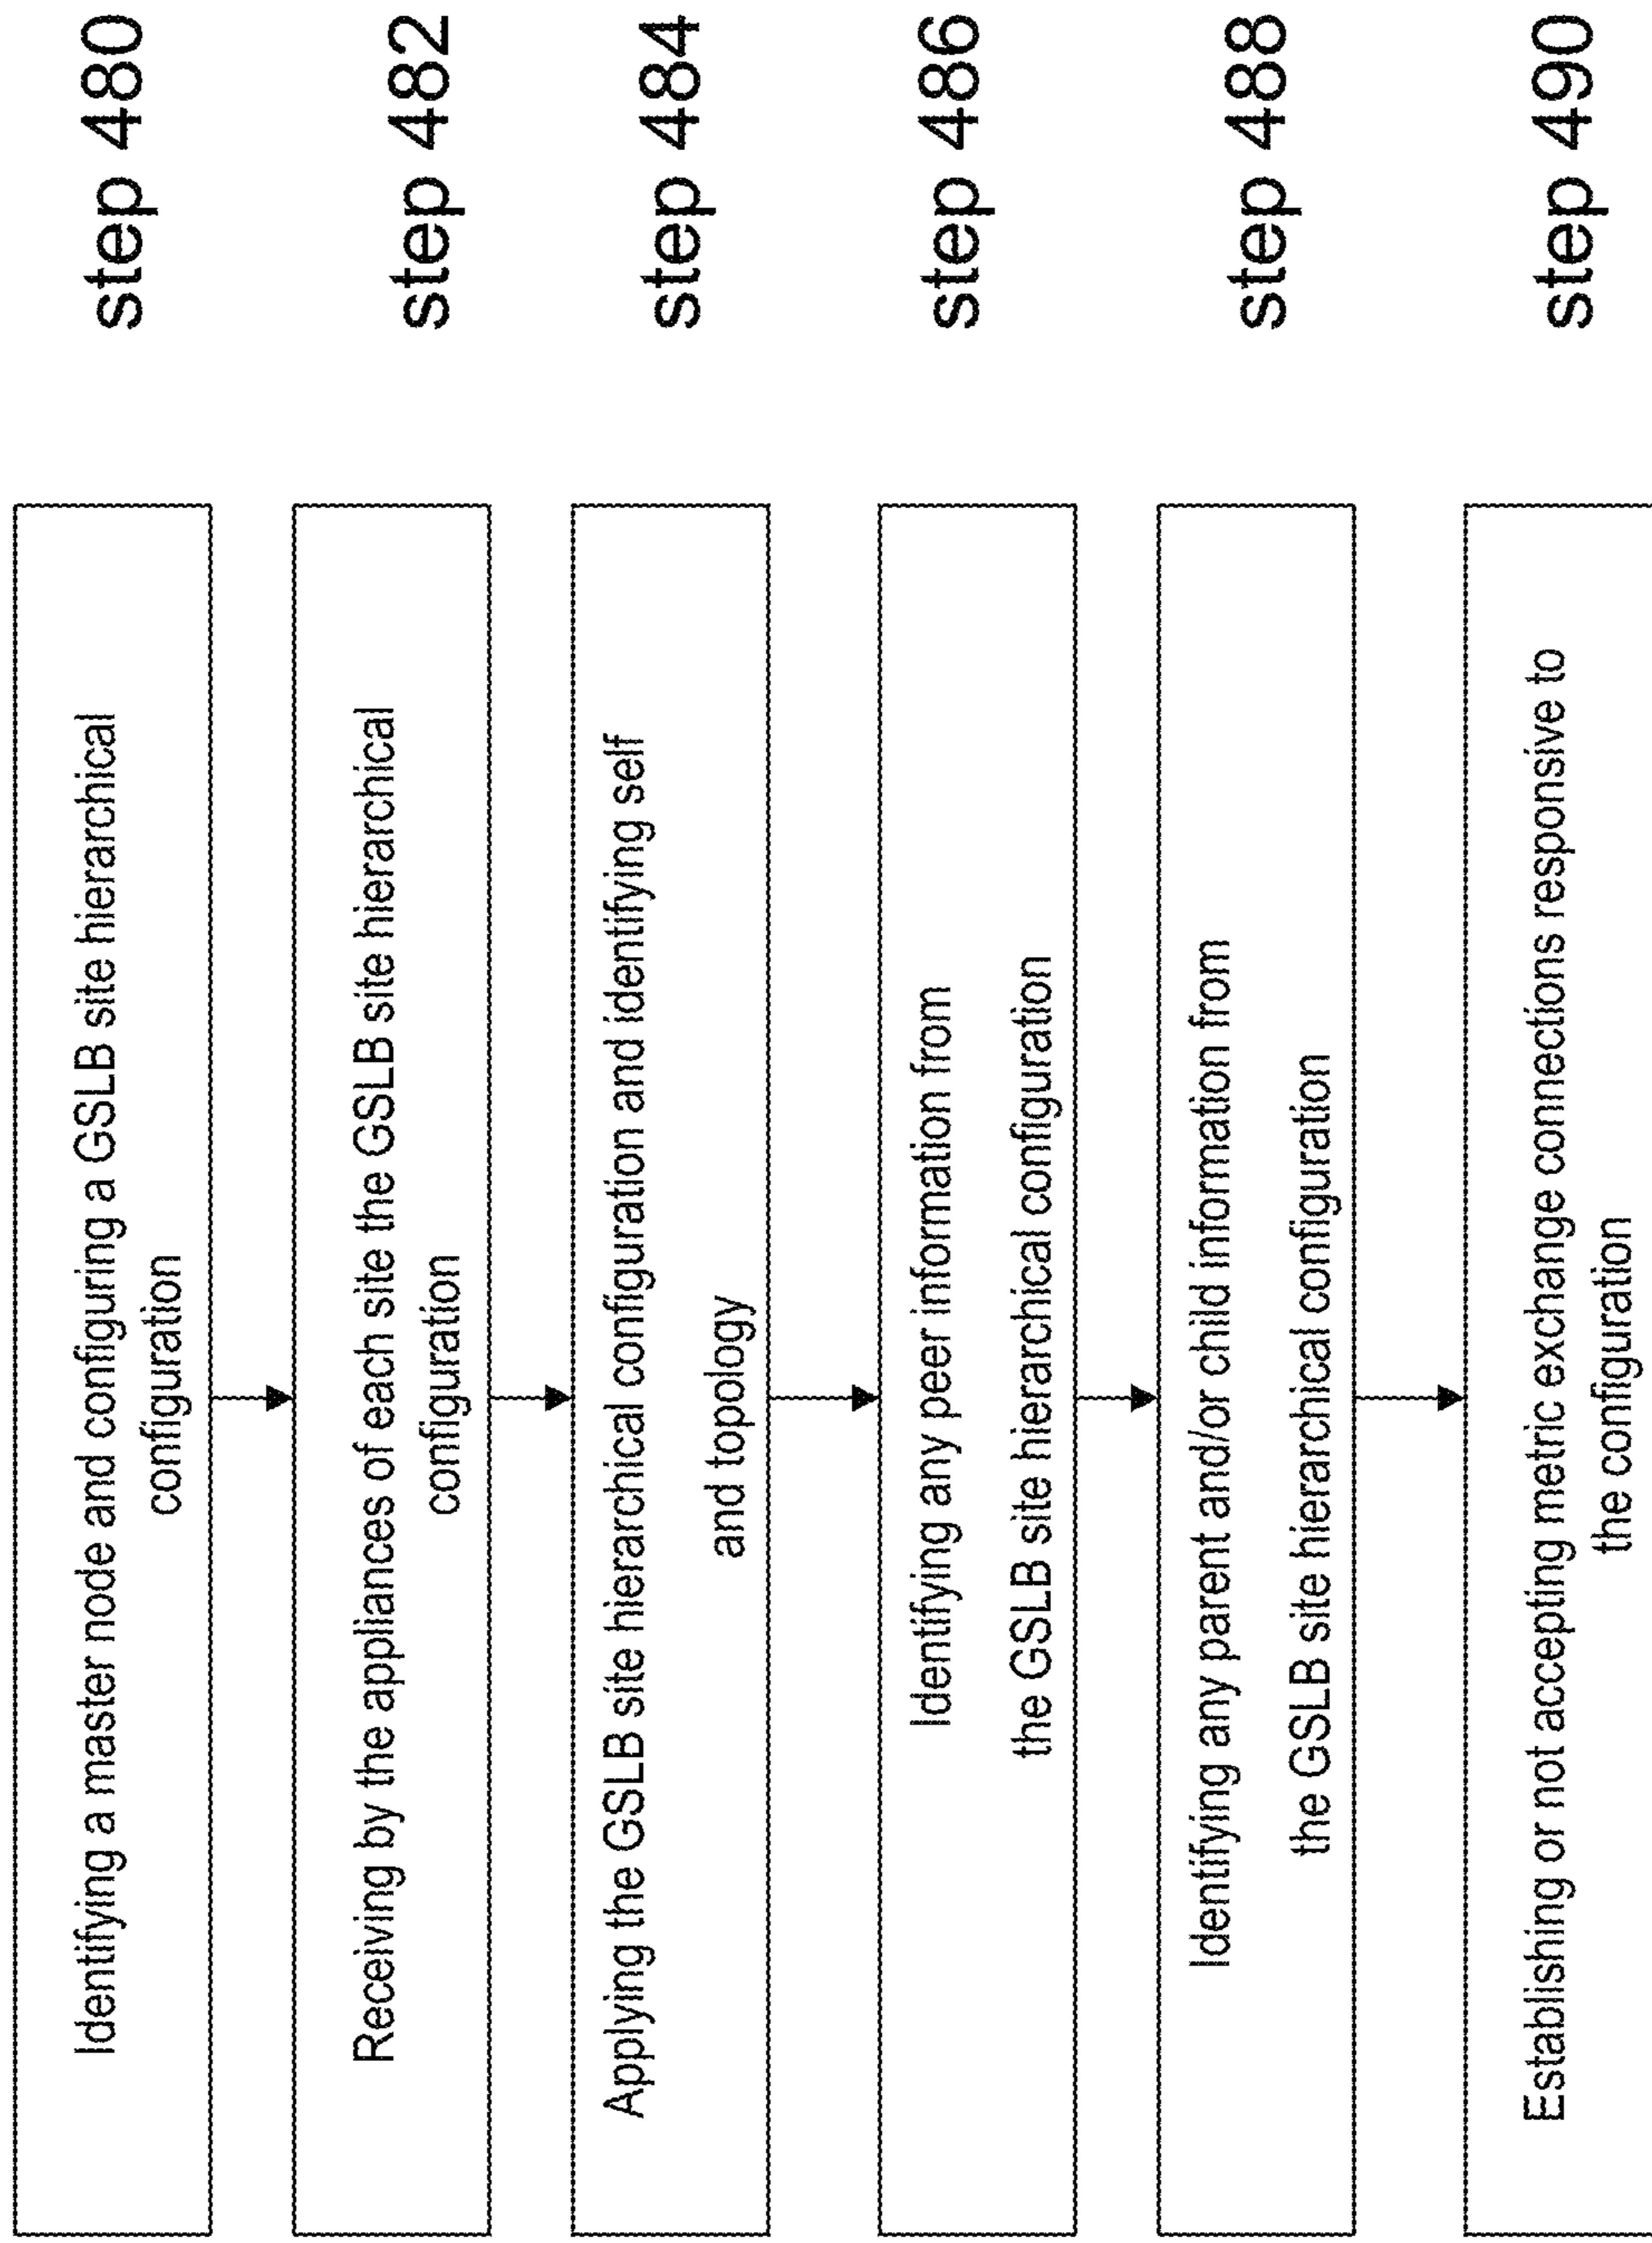 Identifying a master node and configuring a GSLB site hierarchical
configuration
step 480
Receiving by the appliances of each site the GSLB site hierarchical
configuration
step 482
Applying the GSLB site hierarchical configuration and identifying self
and topology
step 484
Identifying any peer information from
the GSLB site hierarchical configuration
step 486
Identifying any parent and/or child information from
the GSLB site hierarchical configuration
step 488
Establishing or not accepting metric exchange connections responsive to
the configuration
step 490